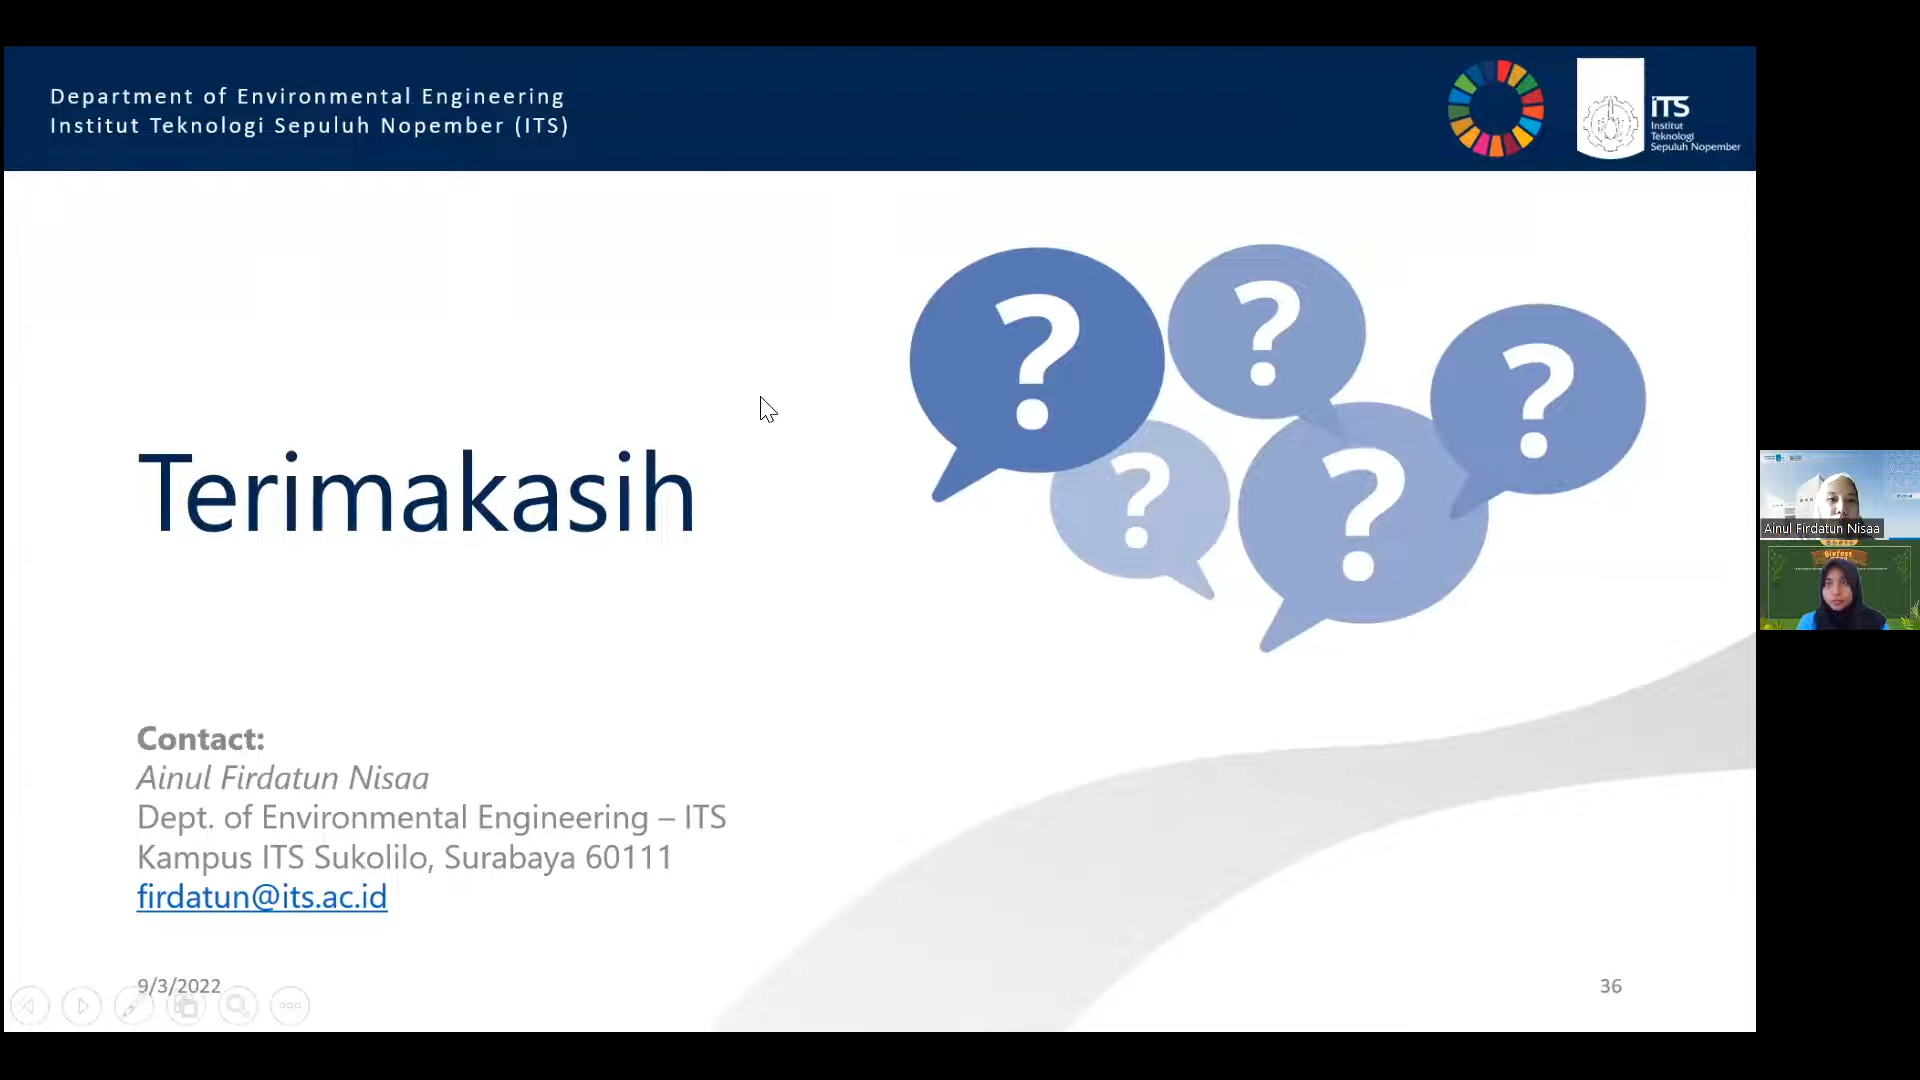 Department of Environmental Engineering
Institut Teknologi Sepuluh Nopember (ITS)
iTS
Institut
Teknologi
Sepuluh Nopember
?
?
?
?
?
Terimakasih
Ainul Firdatun Nisaa
Biofest
Contact:
Ainul Firdatun Nisaa
Dept. of Environmental Engineering – ITS
Kampus ITS Sukolilo, Surabaya 60111
firdatun@its.ac.id
9/3/2022
36